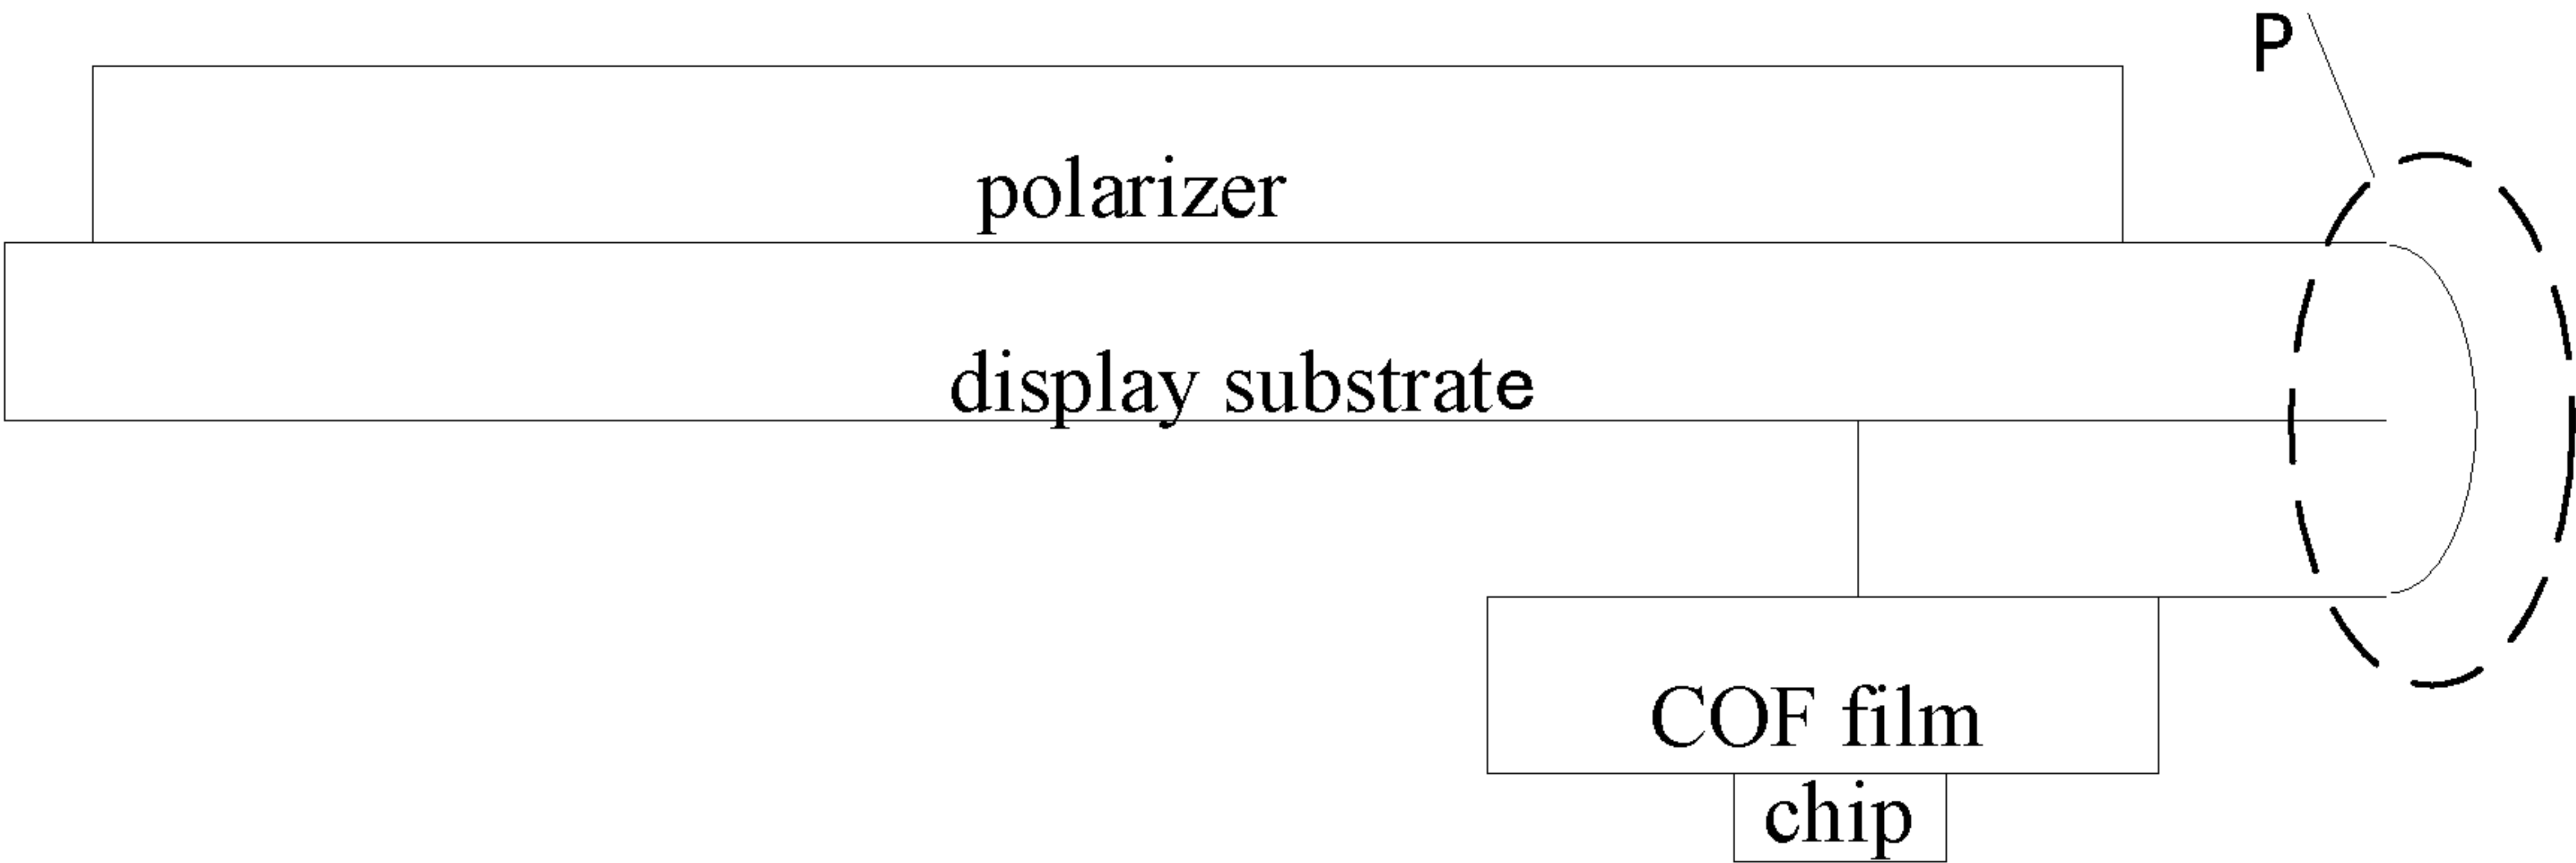 P
polarizer
display substrate
COF film
chip